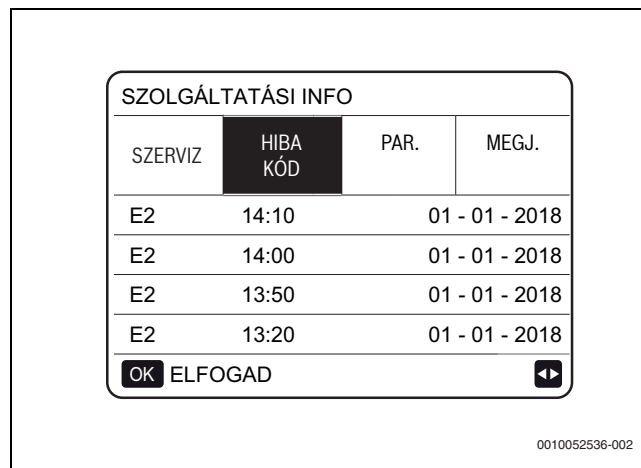 SZOLGÁLTATÁSI INFO
SZERVIZ HIBA KÓD PAR. MEGJ.
E2 14:10 01 - 01 - 2018
E2 14:00 01 - 01 - 2018
E2 13:50 01 - 01 - 2018
E2 13:20 01 - 01 - 2018
OK ELFOGAD
0010052536-002